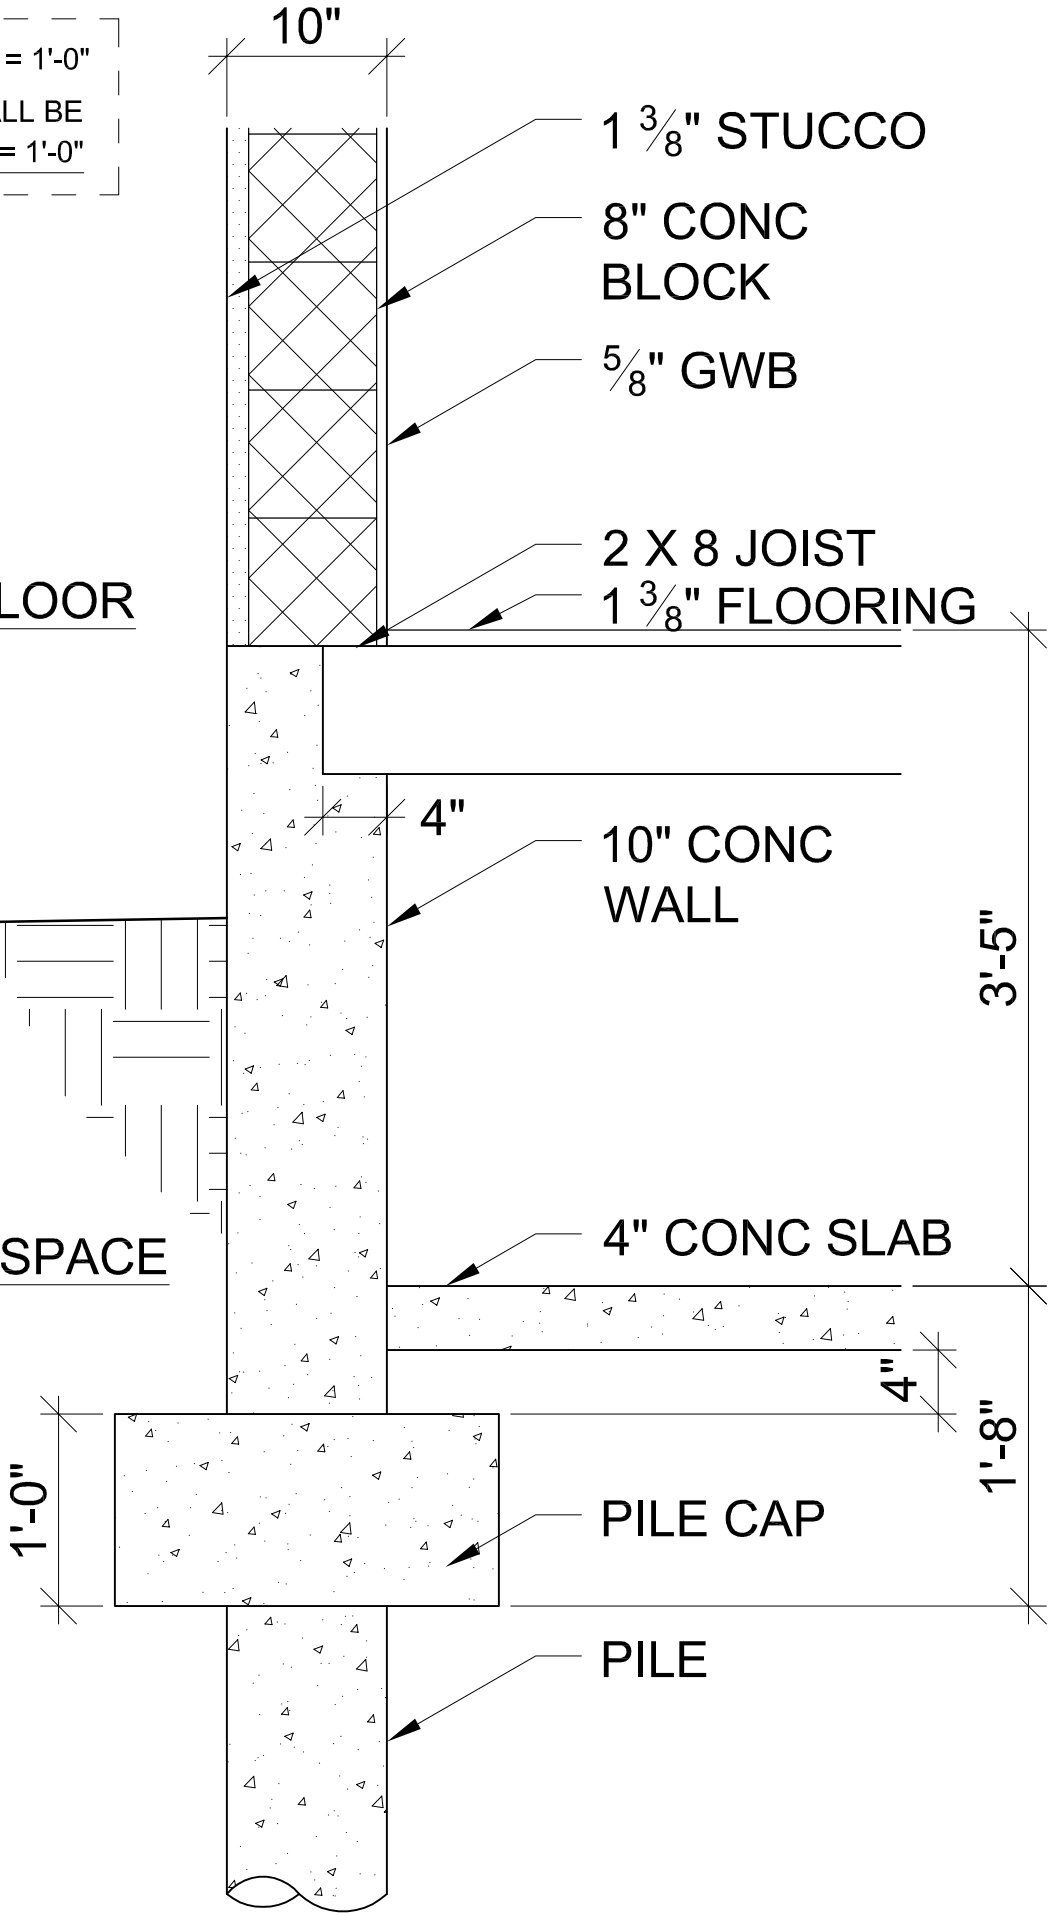 10"
= 1'-0"
ALL BE
= 1'-0"
1 3/8" STUCCO
8" CONC
BLOCK
5/8" GWB
2 X 8 JOIST
1 3/8" FLOORING
LOOR
4"
10" CONC
WALL
3'-5"
SPACE
4" CONC SLAB
4"
1'-8"
1'-0"
PILE CAP
PILE